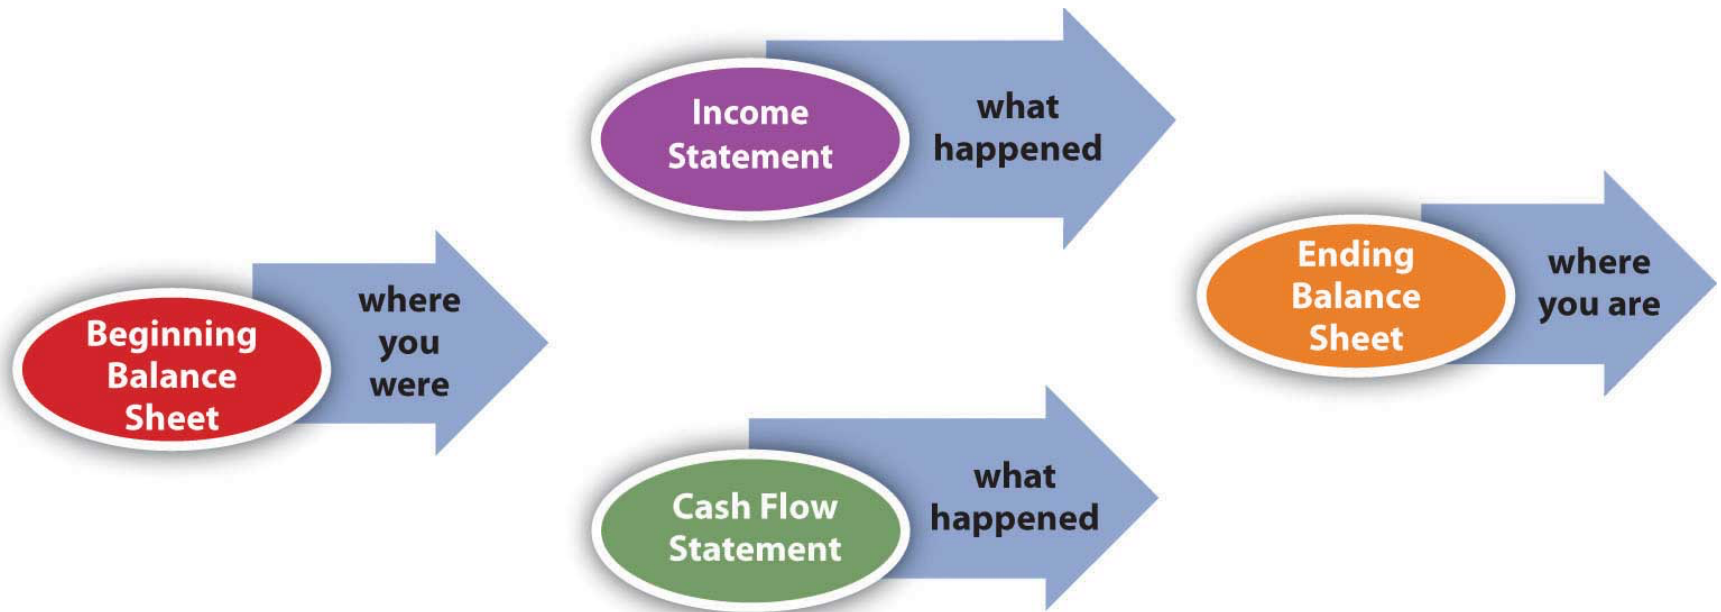 Beginning
Balance
Sheet
where
you
were
Income
Statement
what
happened
Cash Flow
Statement
what
happened
Ending
Balance
Sheet
where
you are